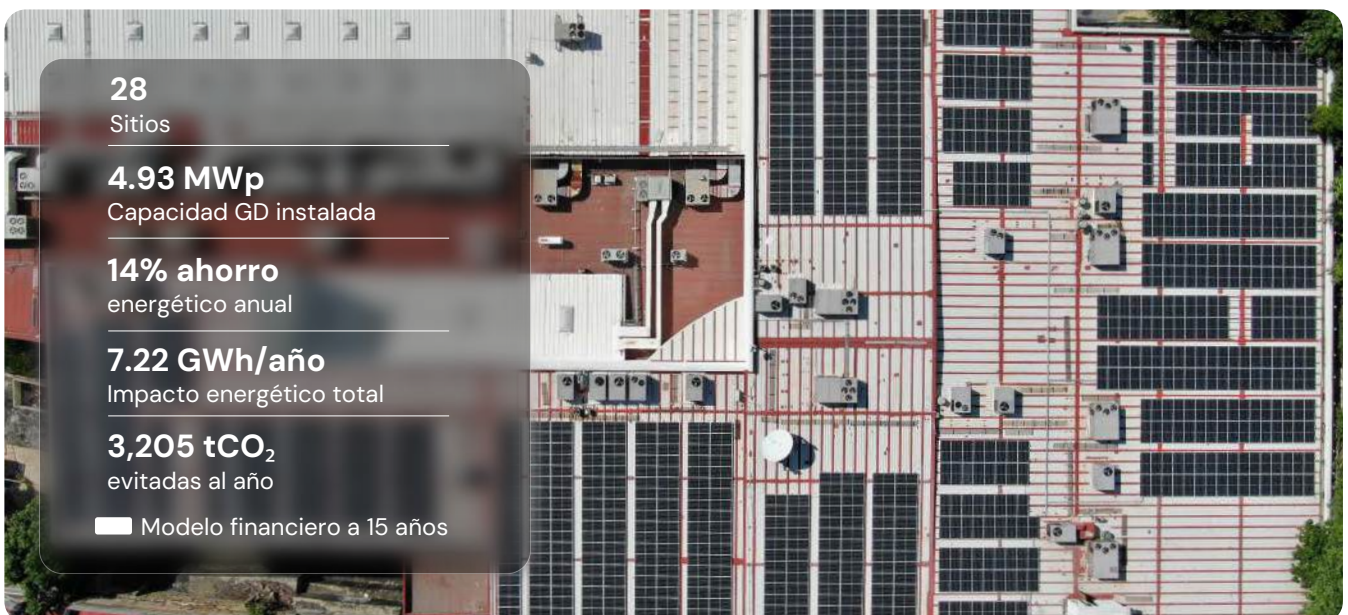 28
Sitios
4.93 MWp
Capacidad GD instalada
14% ahorro
energético anual
7.22 GWh/año
Impacto energético total
3,205 tCO₂
evitadas al año
Modelo financiero a 15 años